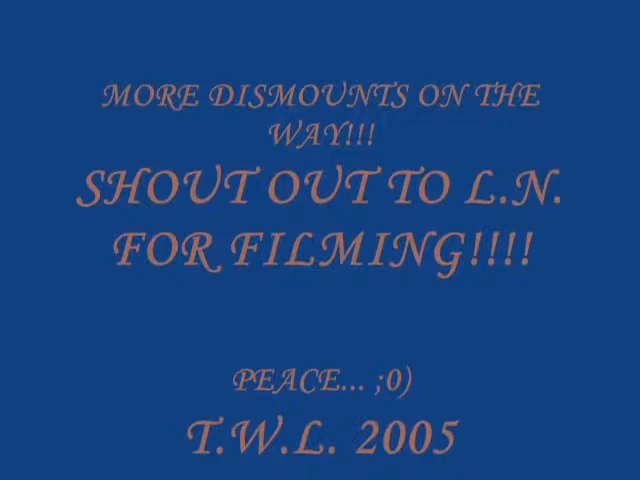 MORE DISMOUNTS ON THE
WAY!!!
SHOUT OUT TO L.N.
FOR FILMING!!!!
PEACE... ;0)
T.W.L. 2005